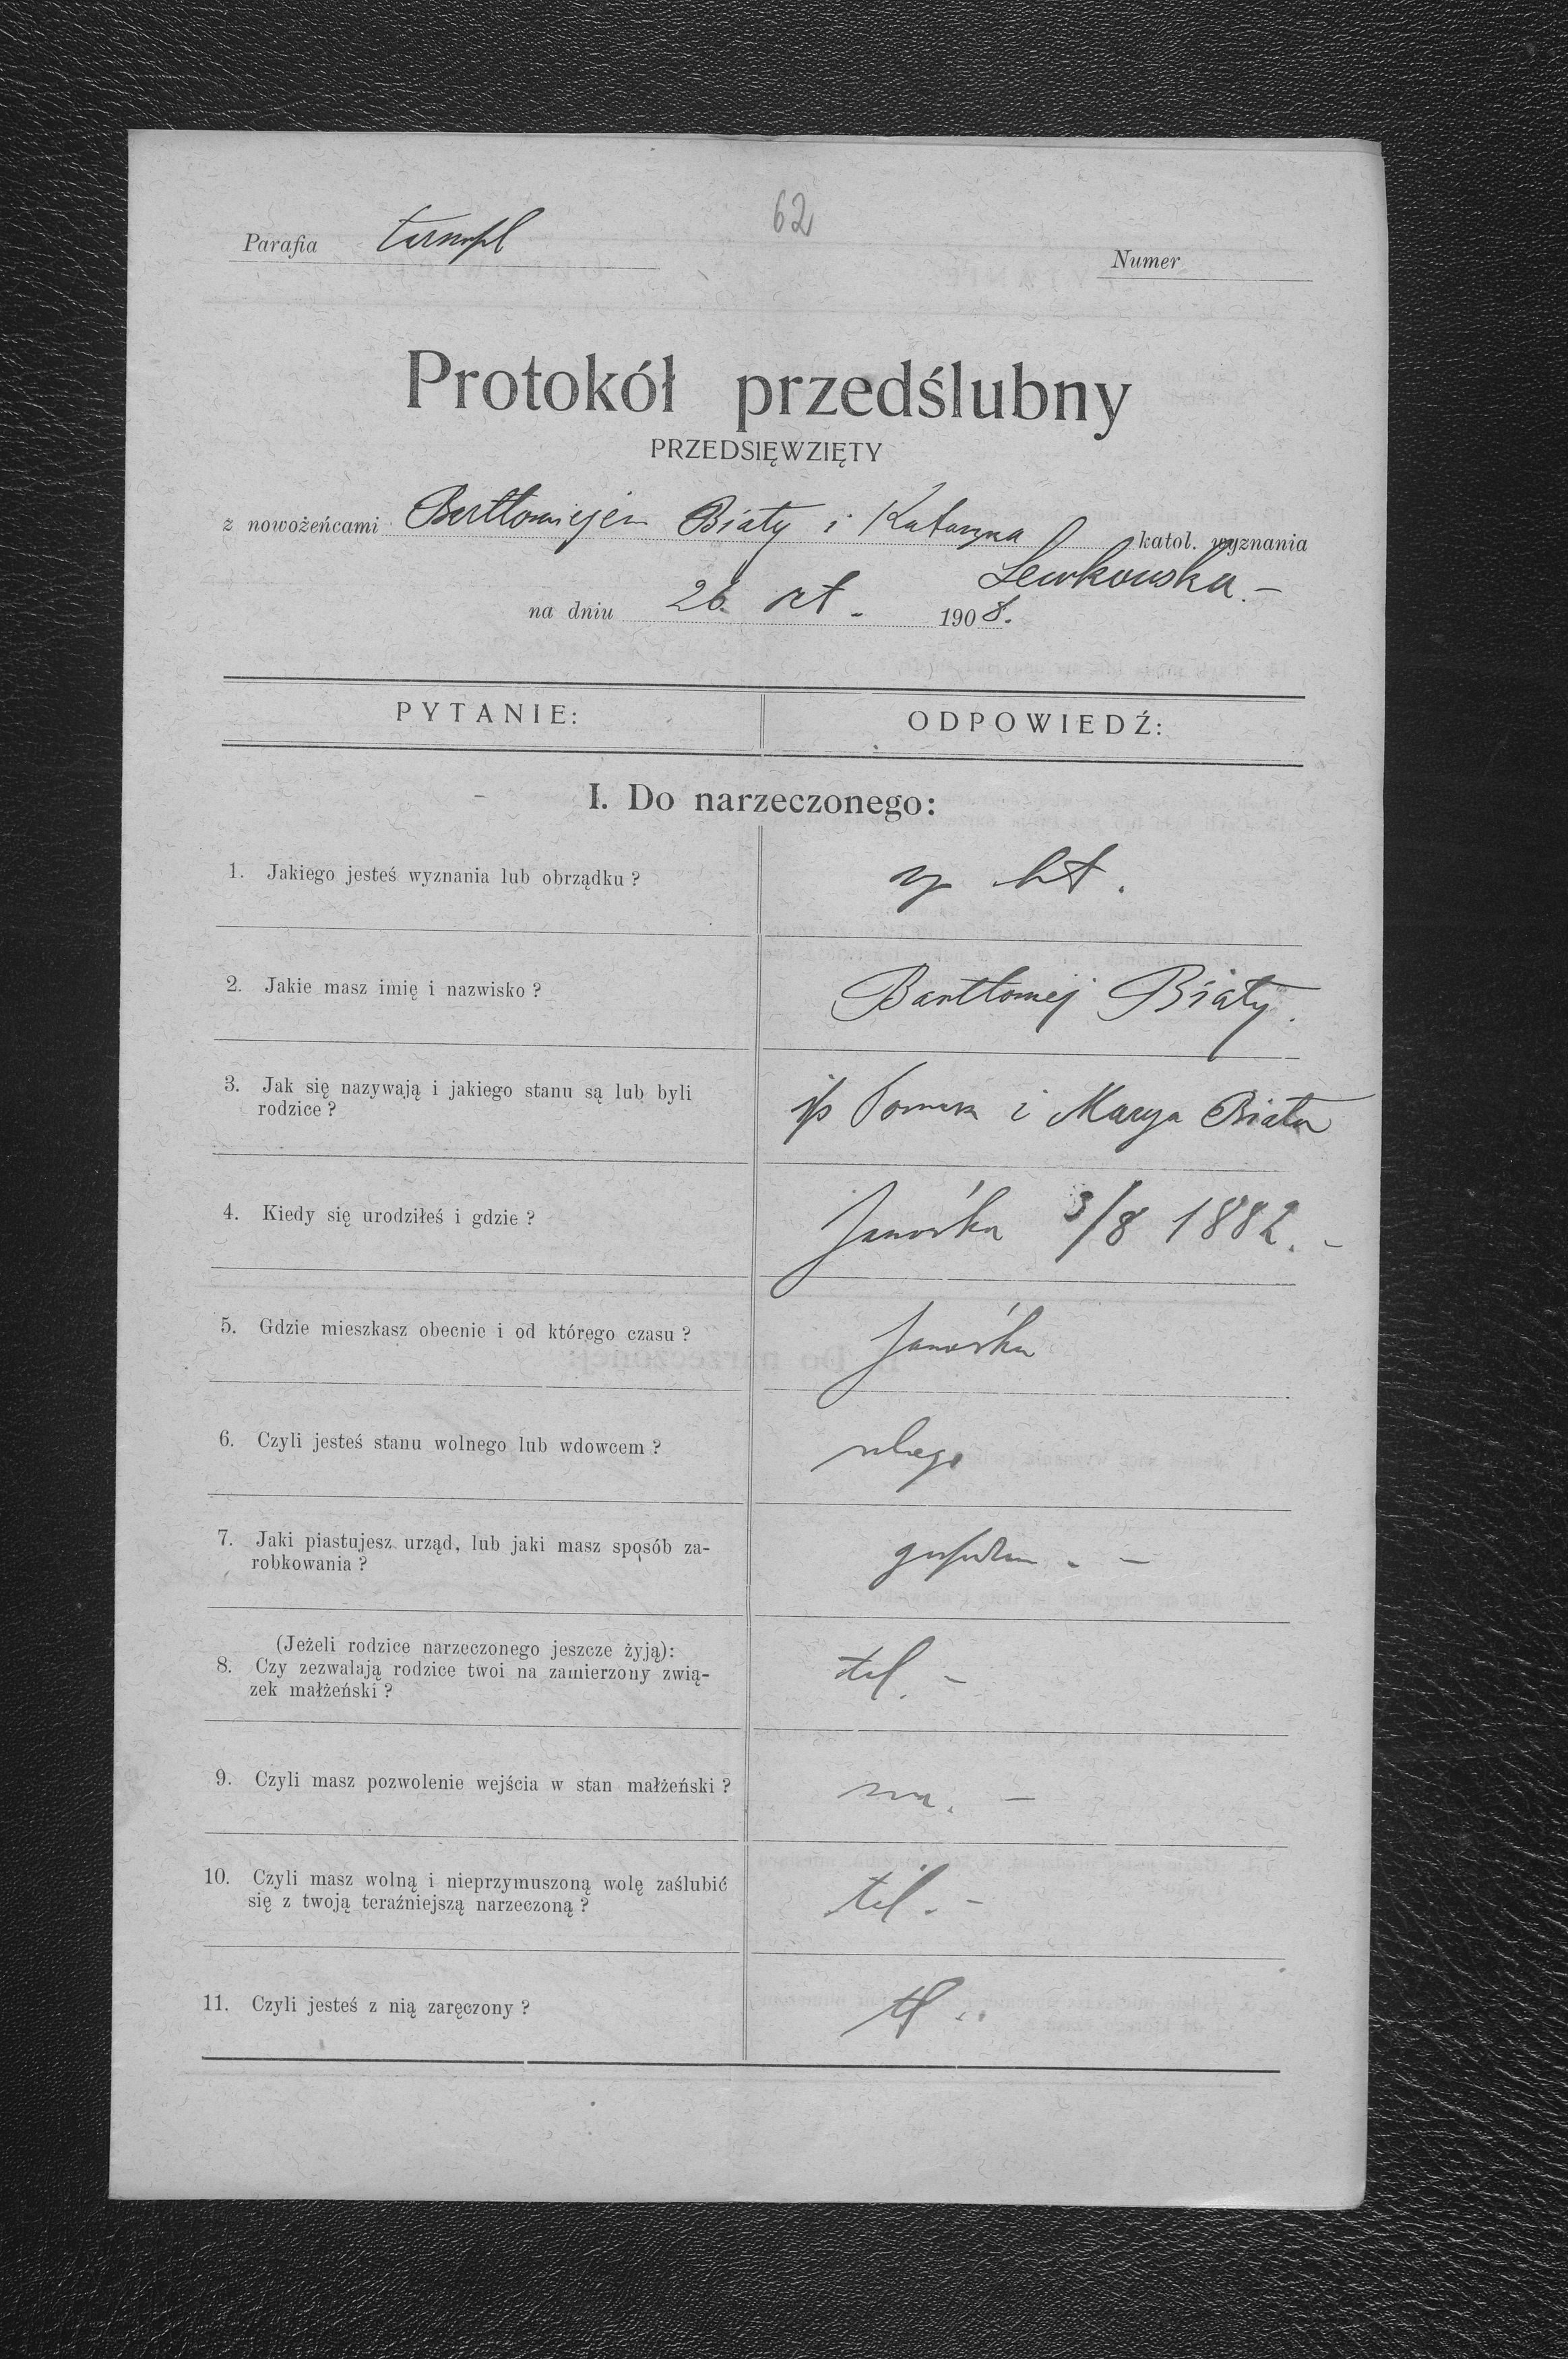 62
Parafia Tarnopol
Numer
Protokół przedślubny
PRZEDSIĘWZIĘTY
z nowożeńcami Bartłomiejem Biały i Katarzyna katol. wyznania
Lewkowska.-
na dniu 26. 1908.
PYTANIE: ODPOWIEDŹ:
I. Do narzeczonego:
1. Jakiego jesteś wyznania lub obrządku?
2. Jakie masz imię i nazwisko? Bartłomiej Biały.
3. Jak się nazywają i jakiego stanu są lub byli
rodzice? i Marya Biała
4. Kiedy się urodziłeś i gdzie? Janówka 3/8 1882.-
5. Gdzie mieszkasz obecnie i od którego czasu? Janówka
6. Czyli jesteś stanu wolnego lub wdowcem? wolnego
7. Jaki piastujesz urząd, lub jaki masz sposób za-
robkowania?
(Jeżeli rodzice narzeczonego jeszcze żyją):
8. Czy zezwalają rodzice twoi na zamierzony zwią-
zek małżeński?
9. Czyli masz pozwolenie wejścia w stan małżeński?
10. Czyli masz wolną i nieprzymuszoną wolę zaślubić
się z twoją teraźniejszą narzeczoną?
11. Czyli jesteś z nią zaręczony?